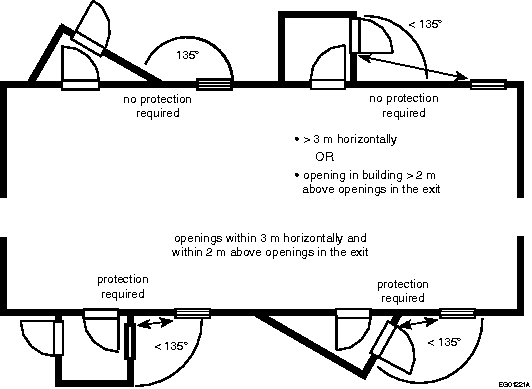 < 135°
135°
no protection
required
no protection
required
• > 3 m horizontally
OR
• opening in building > 2 m
above openings in the exit
openings within 3 m horizontally and
within 2 m above openings in the exit
protection
required
protection
required
< 135°
< 135°
EG01221A